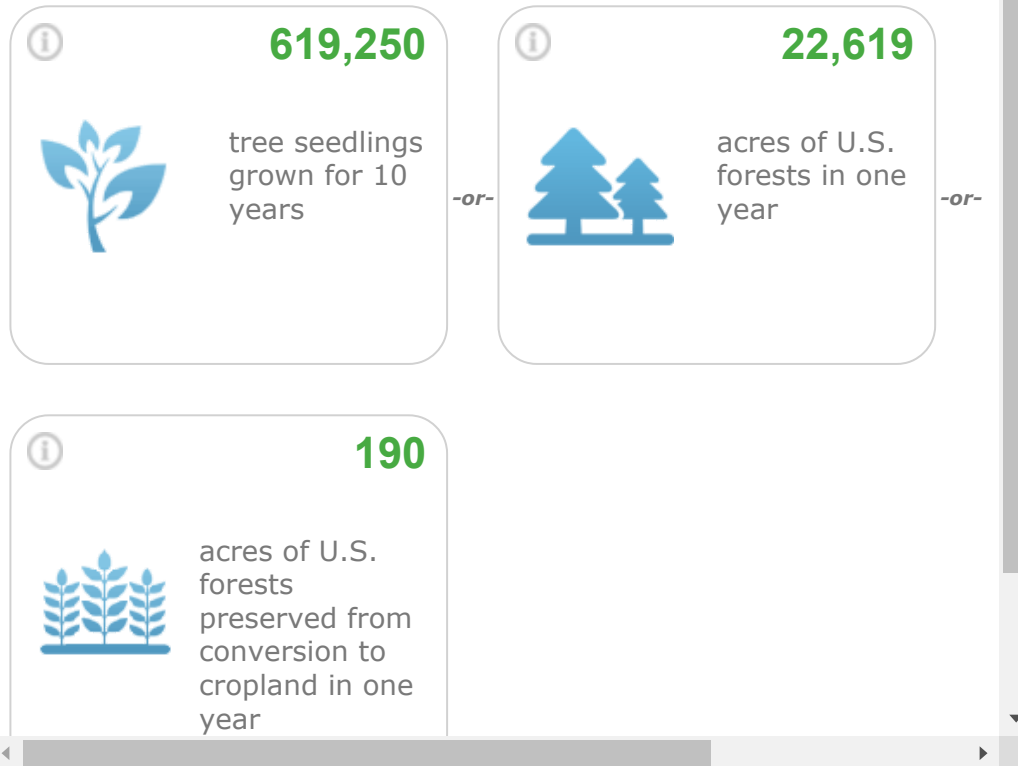 619,250
tree seedlings
grown for 10
years
-or-
22,619
acres of U.S.
forests in one
year
-or-
190
acres of U.S.
forests
preserved from
conversion to
cropland in one
year